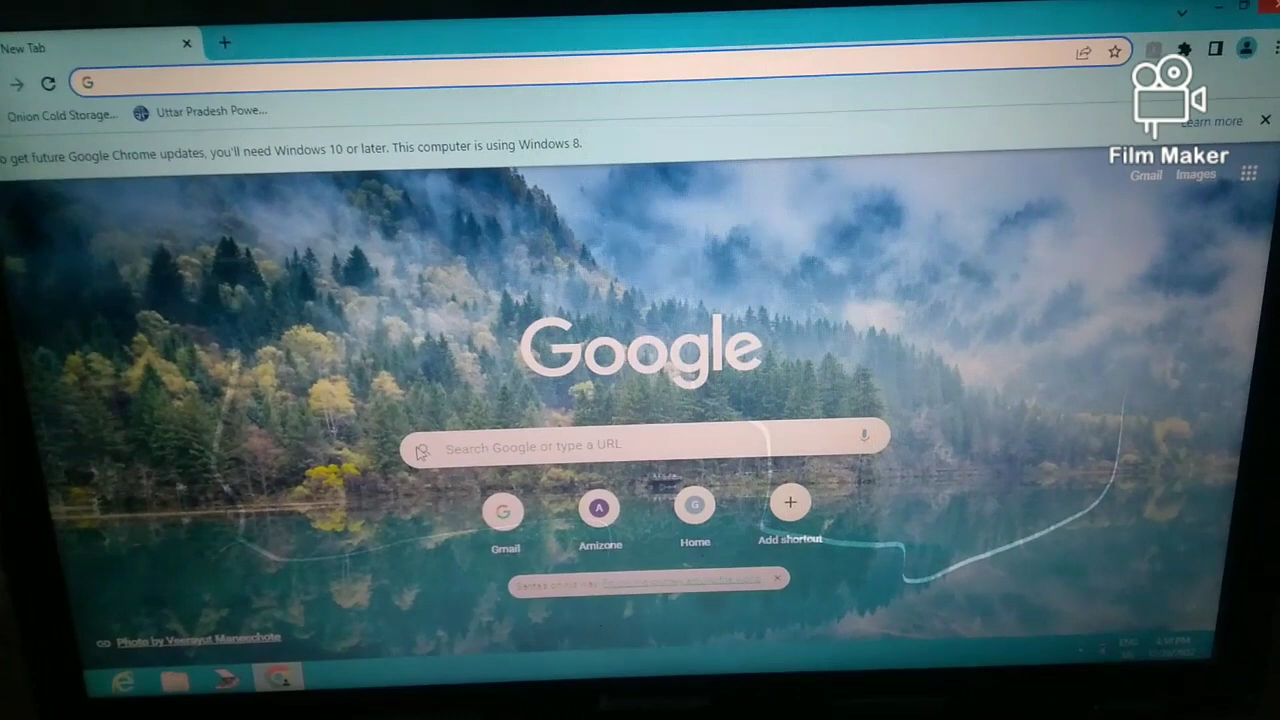 New Tab
G
Onion Cold Storage... Uttar Pradesh Powe...
Learn more
o get future Google Chrome updates, you'll need Windows 10 or later. This computer is using Windows 8.
Film Maker
Gmail Images
Google
Search Google or type a URL
G A G
Gmail Amizone Home Add shortcut
Photo by Veerayut Maneechote
ENG